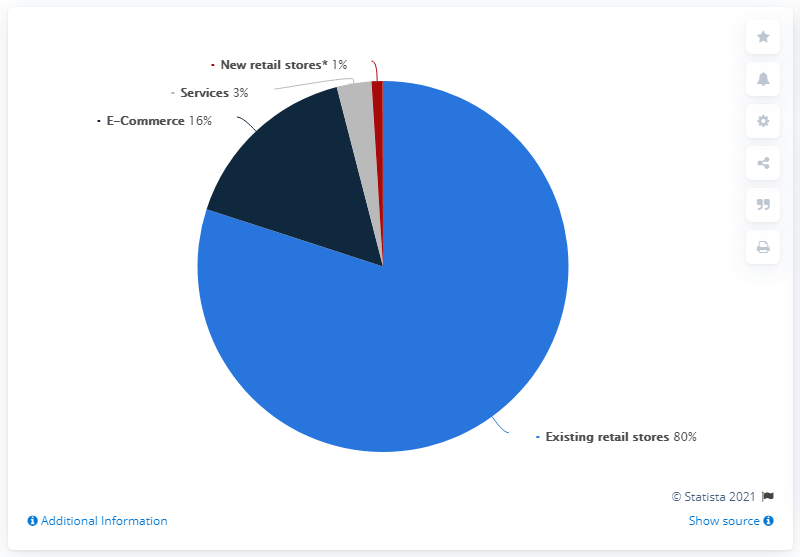 New retail stores* 1%
Services 3%
E-Commerce 16%
Existing retail stores 80%
© Statista 2021
Additional Information
Show source